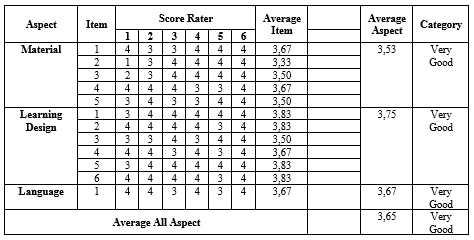 Aspect Item Score Rater Average Item Average Aspect Category
1 2 3 4 5 6
Material 1 4 3 3 4 4 4 3,67 3,53 Very Good
2 1 3 4 4 4 4 3,33
3 2 3 4 4 4 4 3,50
4 4 4 4 3 3 4 3,67
5 3 4 3 3 4 4 3,50
Learning Design 1 3 4 4 4 4 4 3,83 3,75 Very Good
2 4 4 4 4 3 4 3,83
3 3 3 4 3 4 4 3,50
4 4 4 3 4 3 4 3,67
5 3 4 4 4 4 4 3,83
6 4 4 4 4 3 4 3,83
Language 1 4 4 3 4 3 4 3,67 3,67 Very Good
Average All Aspect 3,65 Very Good